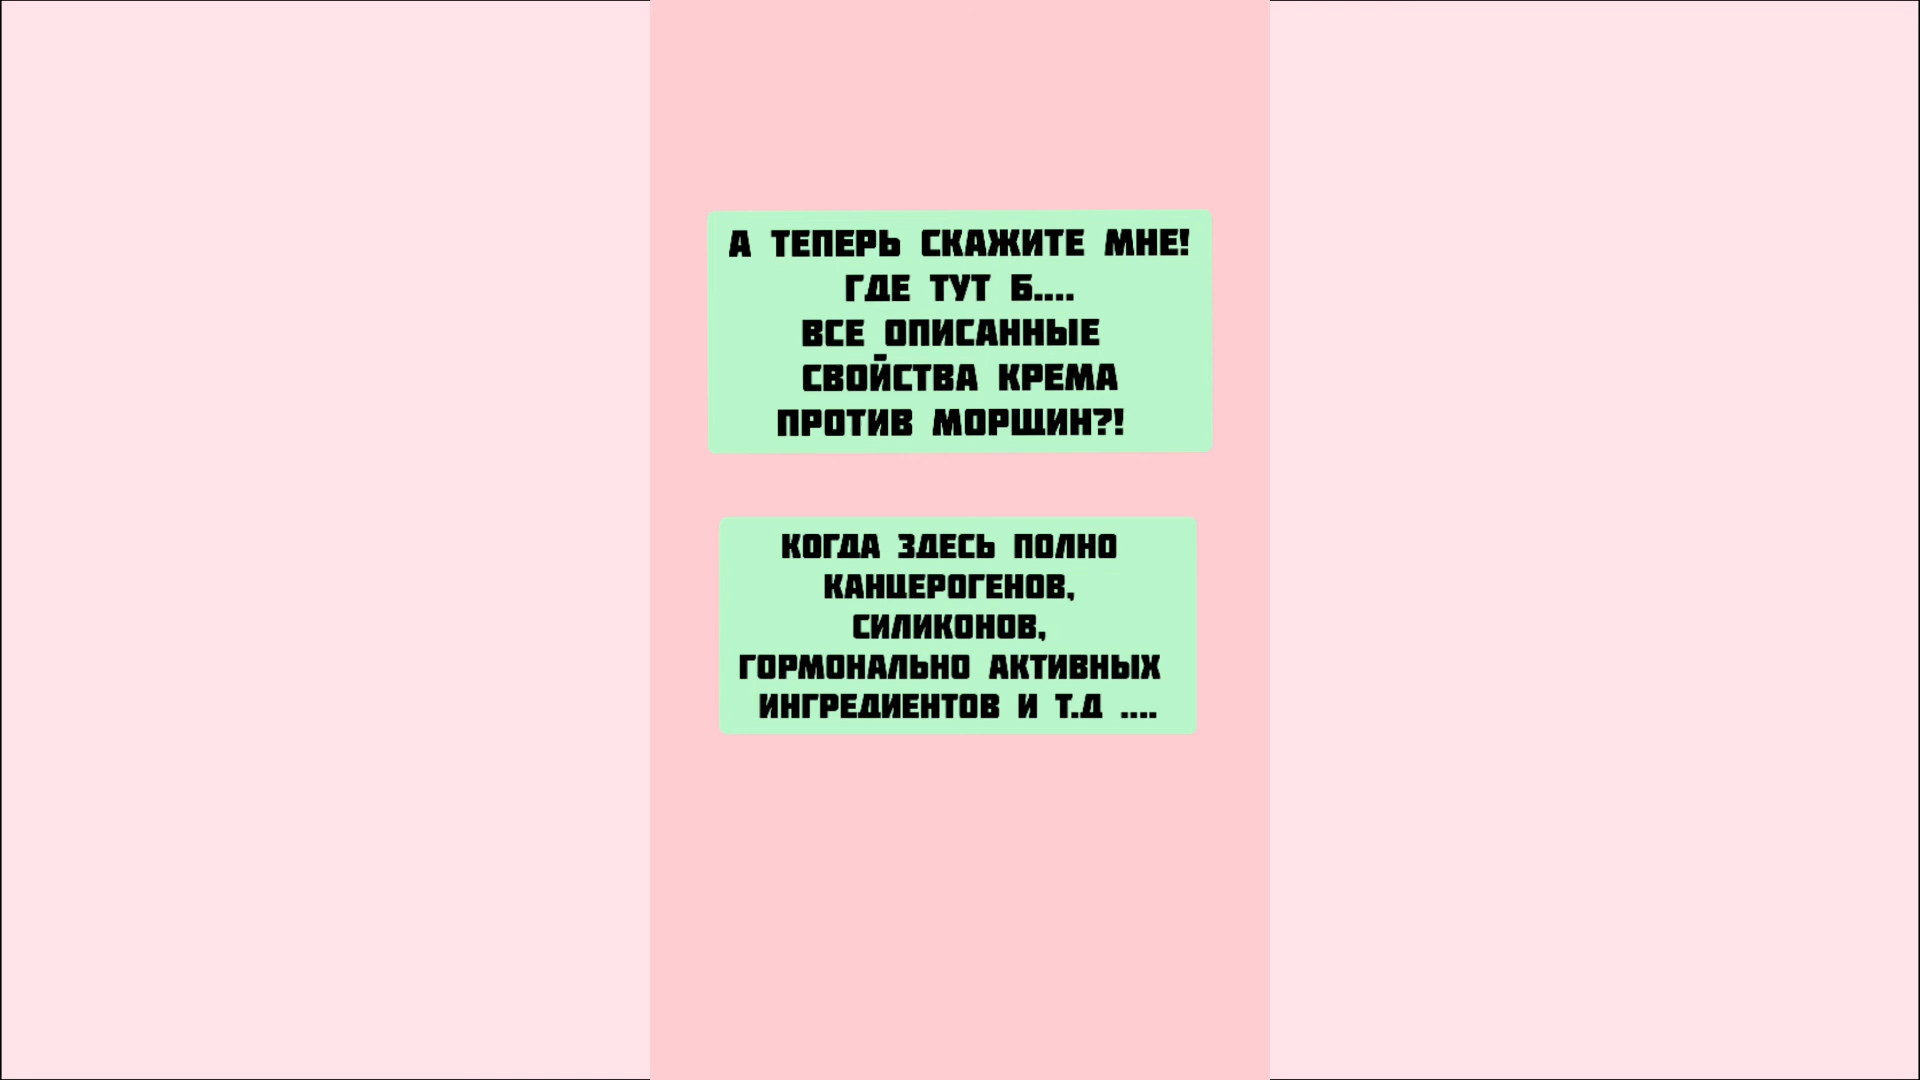 А ТЕПЕРЬ СКАЖИТЕ МНЕ!
ГДЕ ТУТ Б....
ВСЕ ОПИСАННЫЕ
СВОЙСТВА КРЕМА
ПРОТИВ МОРЩИН?!
КОГДА ЗДЕСЬ ПОЛНО
КАНЦЕРОГЕНОВ,
СИЛИКОНОВ,
ГОРМОНАЛЬНО АКТИВНЫХ
ИНГРЕДИЕНТОВ И Т.Д ....